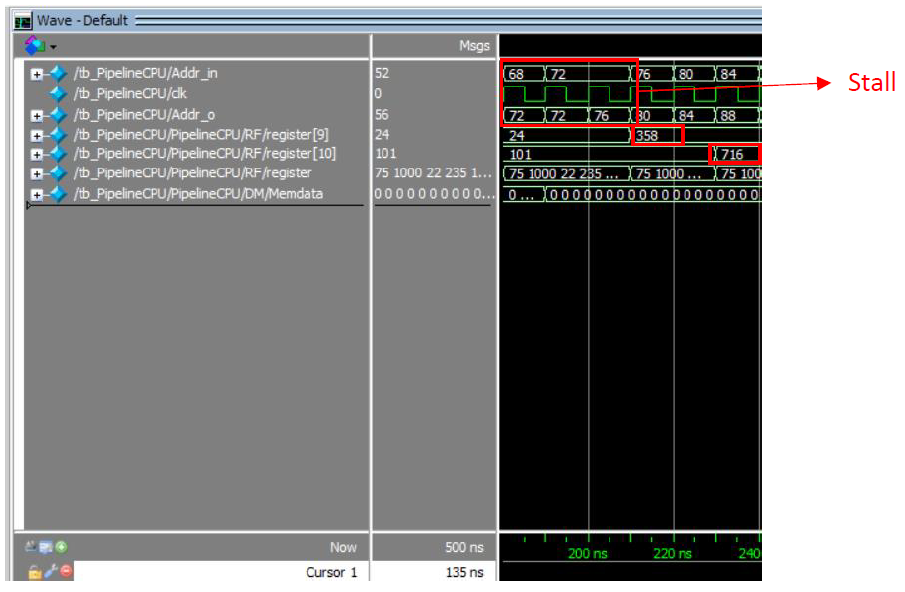 Wave - Default
Msgs
/tb_PipelineCPU/Addr_in 52 68 72 76 80 84
/tb_PipelineCPU/clk 0
/tb_PipelineCPU/Addr_o 56 72 72 76 80 84 88
/tb_PipelineCPU/PipelineCPU/RF/register[9] 24 24 358
/tb_PipelineCPU/PipelineCPU/RF/register[10] 101 101 716
/tb_PipelineCPU/PipelineCPU/RF/register 75 1000 22 235 1... 75 1000 22 235 ... 75 1000 ... 75 100
/tb_PipelineCPU/PipelineCPU/DM/Memdata 0 0 0 0 0 0 0 0 0 0... 0 ... 0 0 0 0 0 0 0 0 0 0 0 0 0 0 0 0 0 0 0
Stall
Now 500 ns 200 ns 220 ns 240
Cursor 1 135 ns